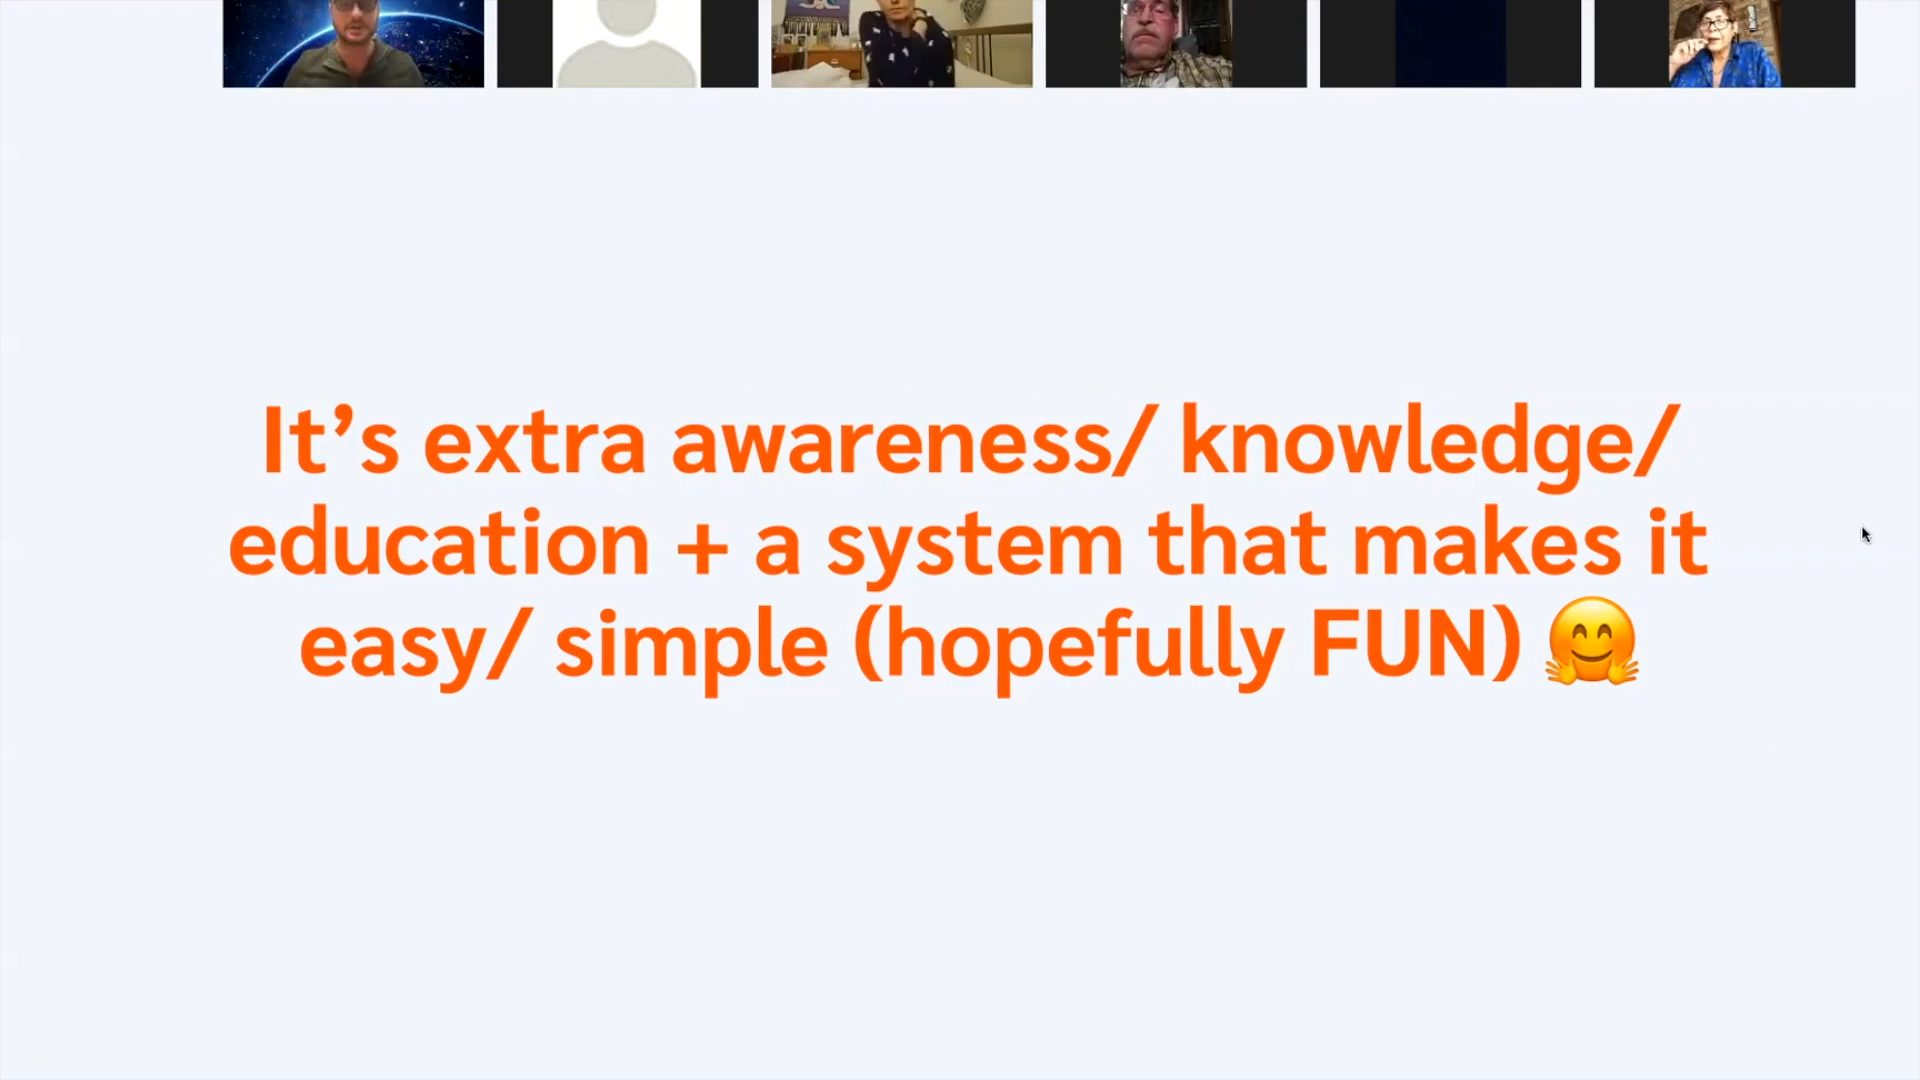 It’s extra awareness/ knowledge/
education + a system that makes it
easy/ simple (hopefully FUN) 🤗